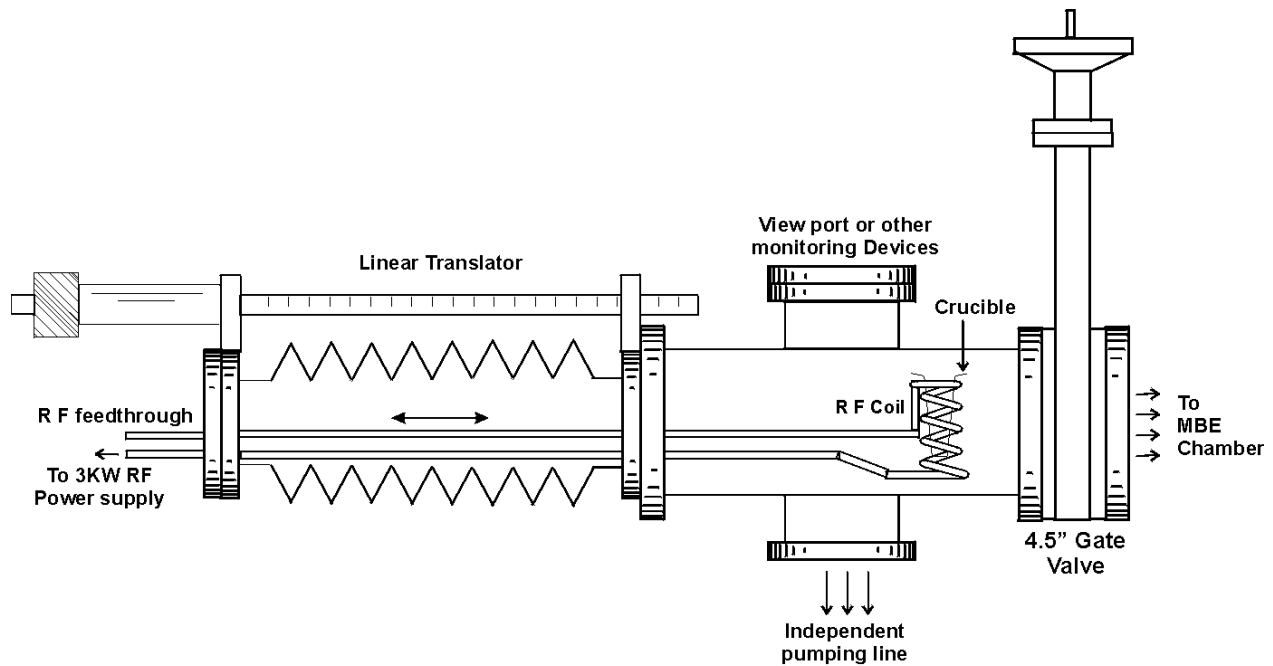 View port or other
monitoring Devices
Linear Translator
Crucible
R F Coil
R F feedthrough
To 3KW RF
Power supply
To
MBE
Chamber
4.5” Gate
Valve
Independent
pumping line